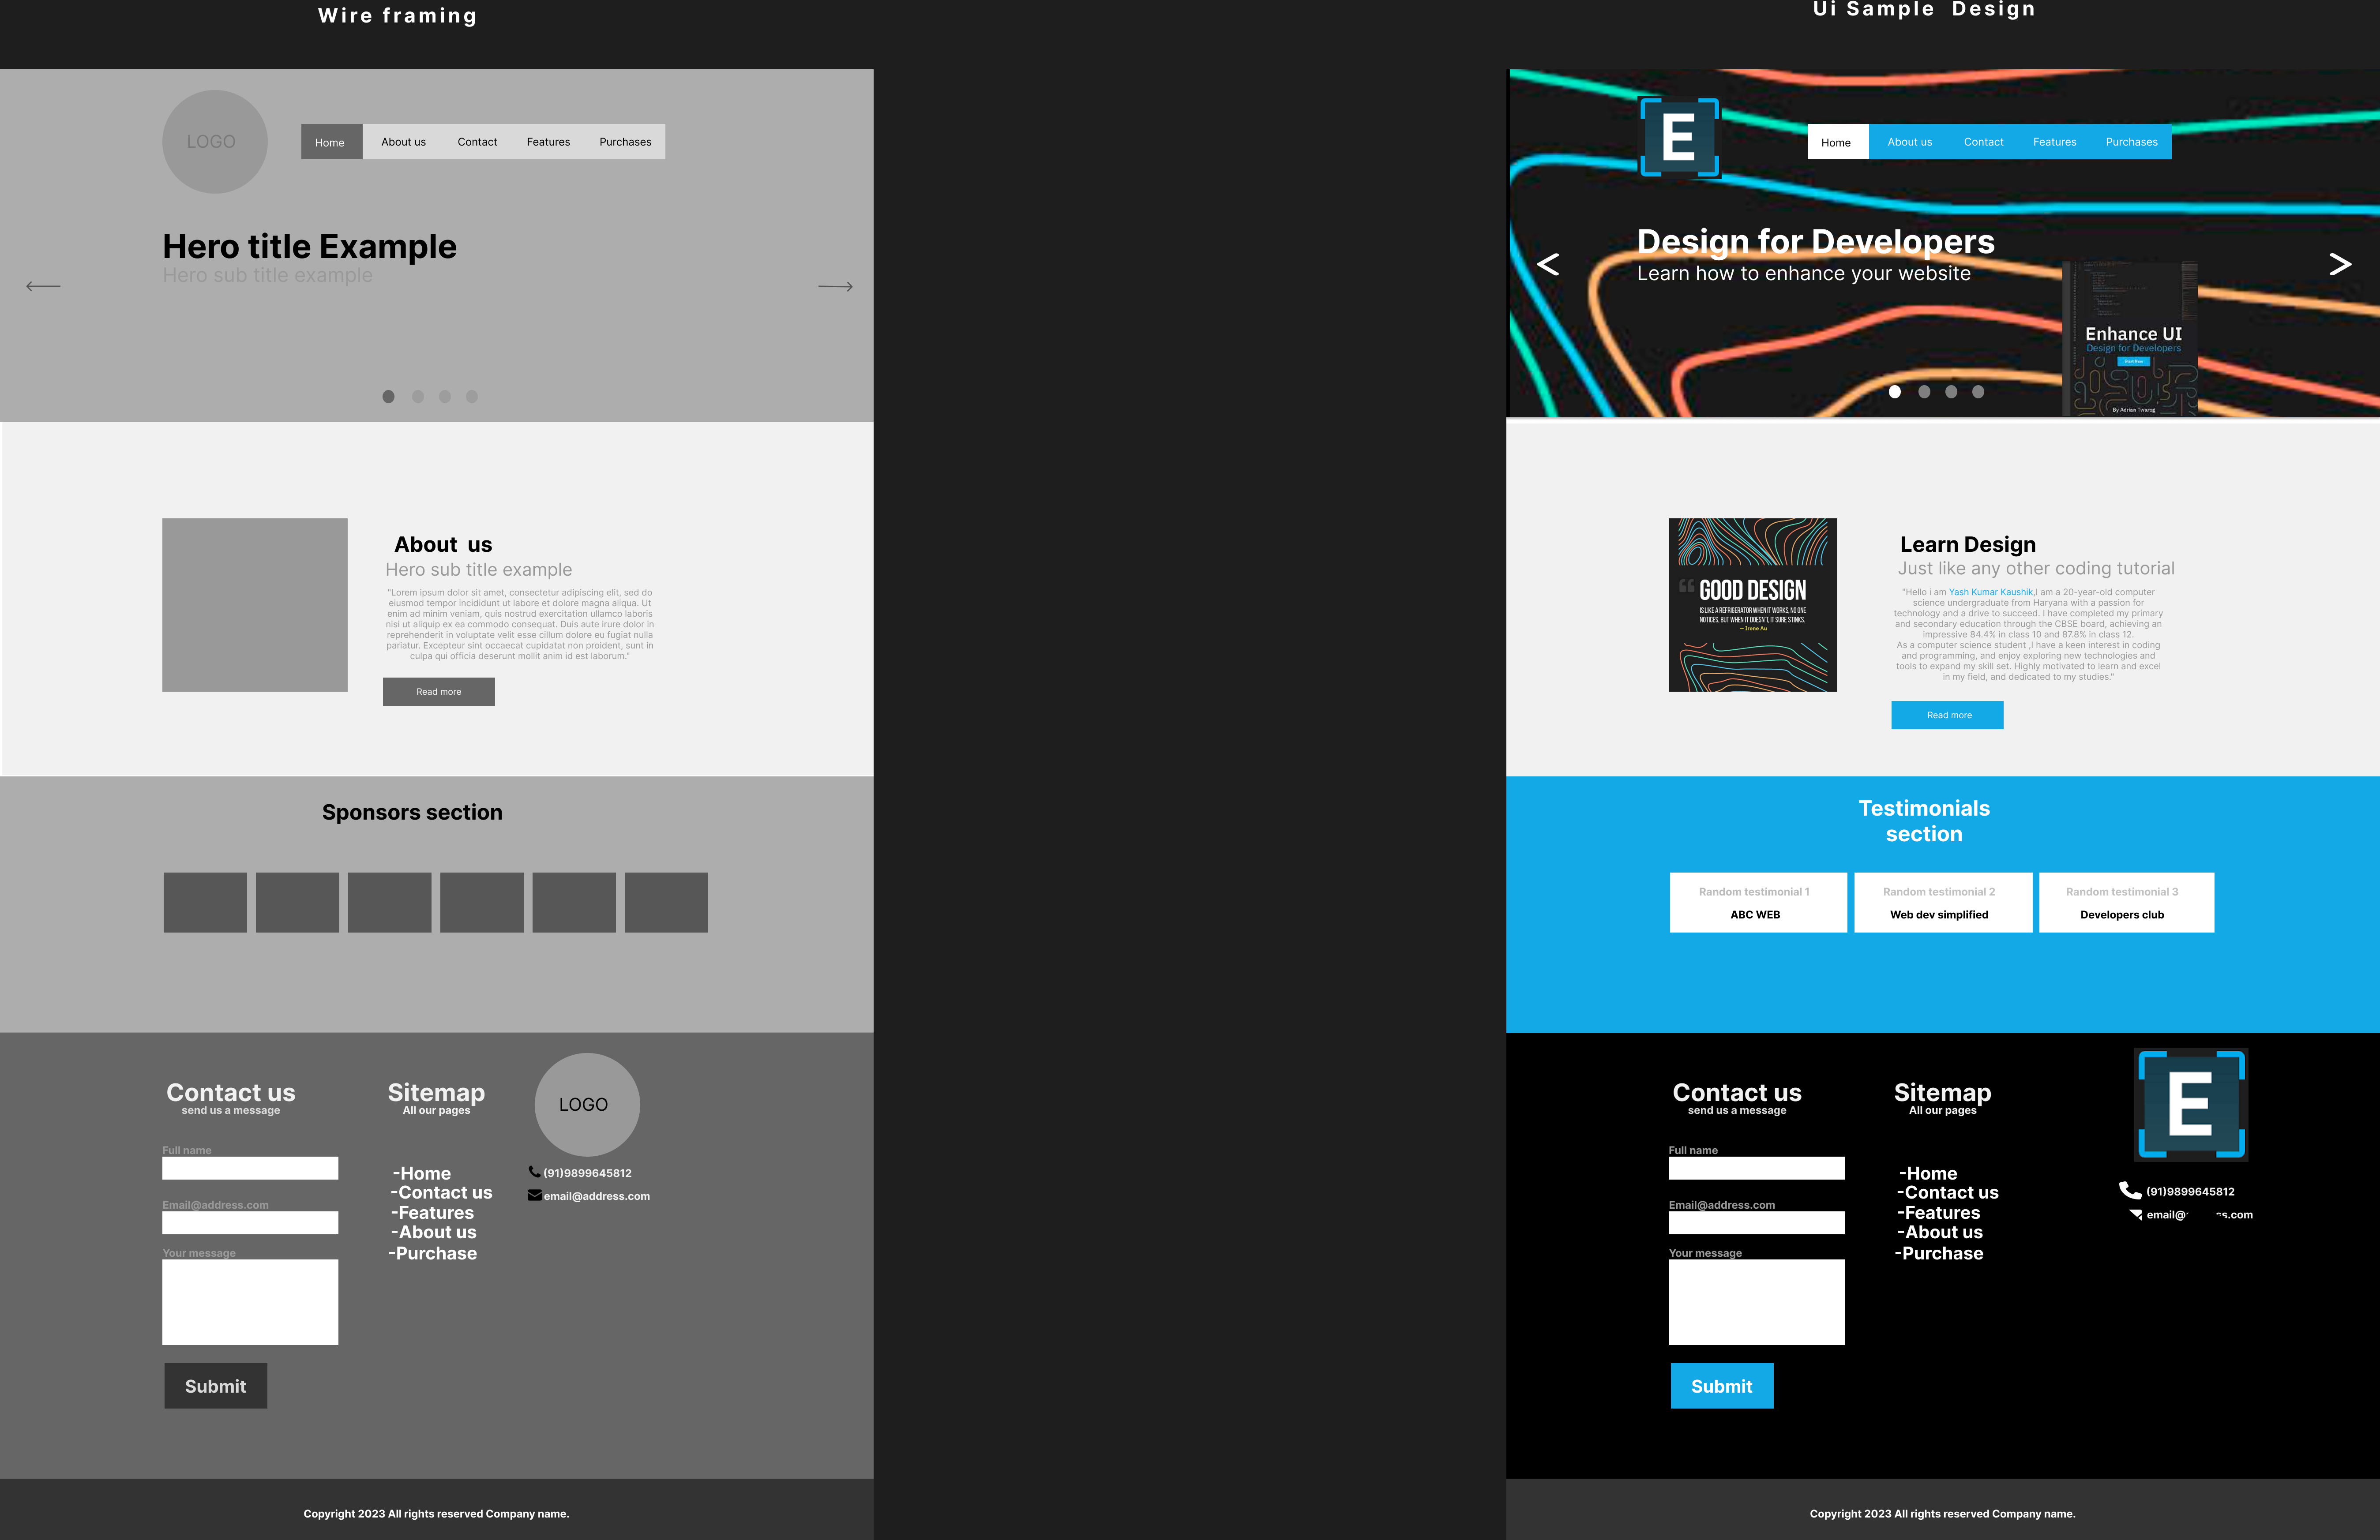 Wire framing
LOGO
Home About us Contact Features Purchases
Hero title Example
Hero sub title example
About us
Hero sub title example
"Lorem ipsum dolor sit amet, consectetur adipiscing elit, sed do
eiusmod tempor incididunt ut labore et dolore magna aliqua. Ut
enim ad minim veniam, quis nostrud exercitation ullamco laboris
nisi ut aliquip ex ea commodo consequat. Duis aute irure dolor in
reprehenderit in voluptate velit esse cillum dolore eu fugiat nulla
pariatur. Excepteur sint occaecat cupidatat non proident, sunt in
culpa qui officia deserunt mollit anim id est laborum."
Read more
Sponsors section
Contact us
send us a message
Full name
Email@address.com
Your message
Submit
Sitemap
All our pages
-Home
-Contact us
-Features
-About us
-Purchase
LOGO
(91)9899645812
email@address.com
Copyright 2023 All rights reserved Company name.
Ui Sample Design
E
Home About us Contact Features Purchases
Design for Developers
Learn how to enhance your website
<
>
Enhance UI
Design for Developers
Start Now
By Adrian Twarog
“ GOOD DESIGN
IS LIKE A REFRIGERATOR WHEN IT WORKS, NO ONE
NOTICES, BUT WHEN IT DOESN'T, IT SURE STINKS.
— Irene Au
Learn Design
Just like any other coding tutorial
"Hello i am Yash Kumar Kaushik,I am a 20-year-old computer
science undergraduate from Haryana with a passion for
technology and a drive to succeed. I have completed my primary
and secondary education through the CBSE board, achieving an
impressive 84.4% in class 10 and 87.8% in class 12.
As a computer science student ,I have a keen interest in coding
and programming, and enjoy exploring new technologies and
tools to expand my skill set. Highly motivated to learn and excel
in my field, and dedicated to my studies."
Read more
Testimonials
section
Random testimonial 1
ABC WEB
Random testimonial 2
Web dev simplified
Random testimonial 3
Developers club
Contact us
send us a message
Full name
Email@address.com
Your message
Submit
Sitemap
All our pages
-Home
-Contact us
-Features
-About us
-Purchase
E
(91)9899645812
Copyright 2023 All rights reserved Company name.